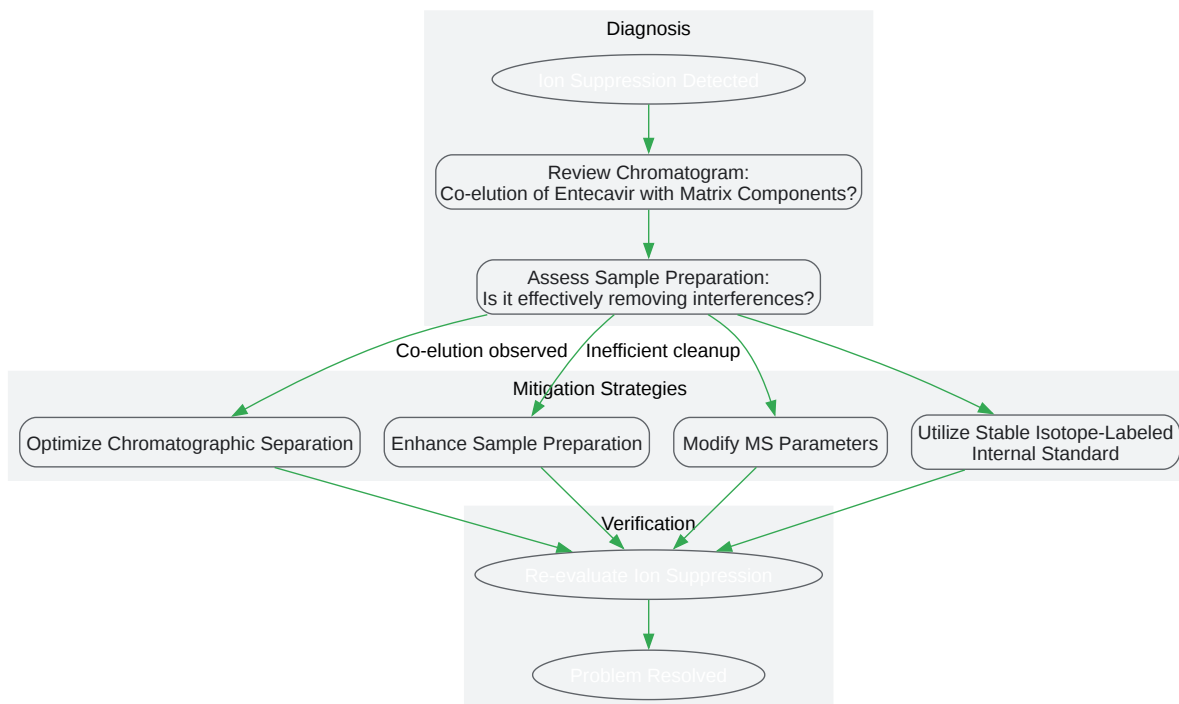 Diagnosis
Ion Suppression Detected
Review Chromatogram:
Co-elution of Entecavir with Matrix Components?
Assess Sample Preparation:
Is it effectively removing interferences?
Co-elution observed
Inefficient cleanup
Mitigation Strategies
Optimize Chromatographic Separation
Enhance Sample Preparation
Modify MS Parameters
Utilize Stable Isotope-Labeled
Internal Standard
Verification
Re-evaluate Ion Suppression
Problem Resolved